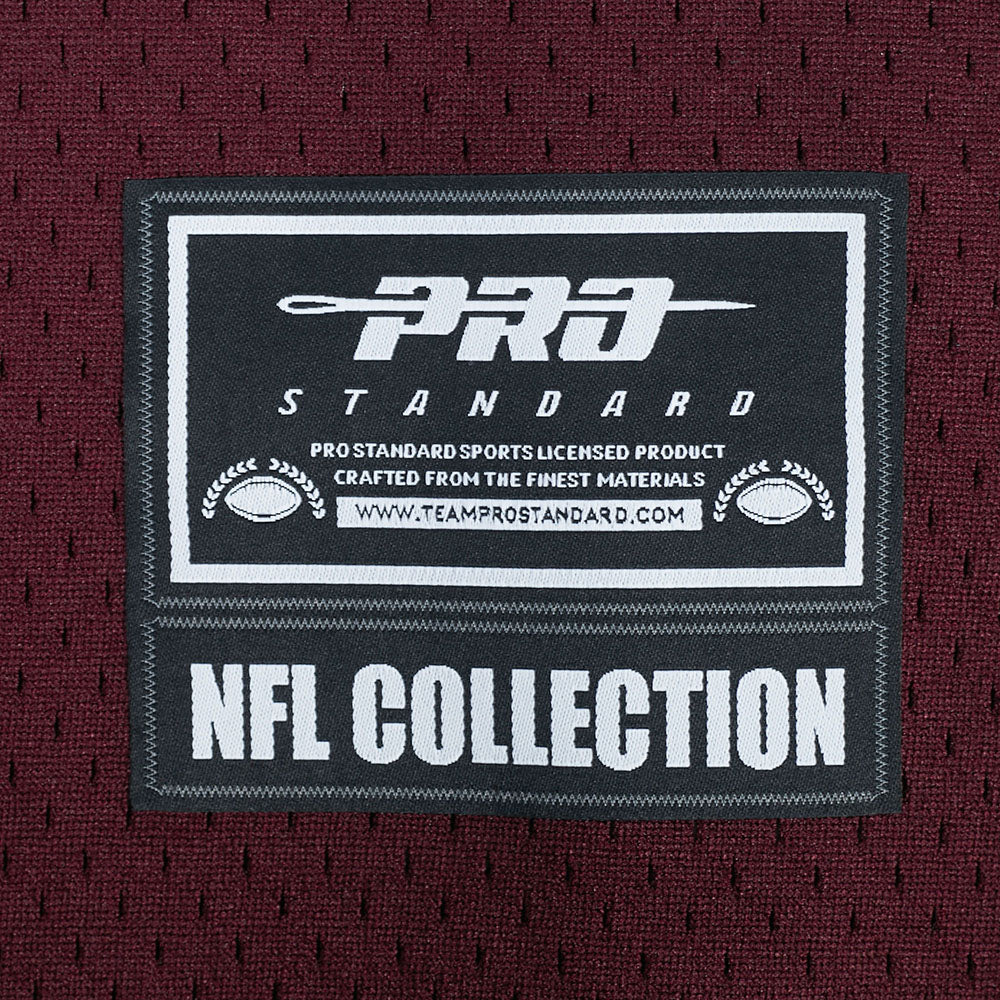 PRO
STANDARD
PRO STANDARD SPORTS LICENSED PRODUCT
CRAFTED FROM THE FINEST MATERIALS
WWW.TEAMPROSTANDARD.COM
NFL COLLECTION